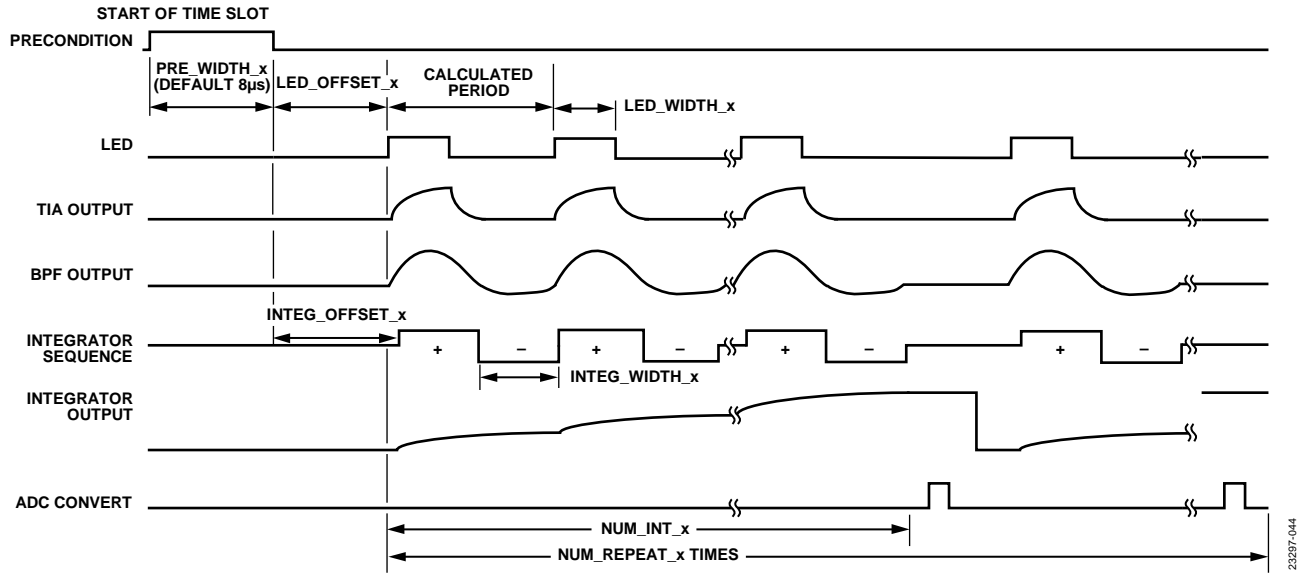 START OF TIME SLOT
PRECONDITION
PRE_WIDTH_x
(DEFAULT 8µs)
LED_OFFSET_x
CALCULATED
PERIOD
LED_WIDTH_x
LED
TIA OUTPUT
BPF OUTPUT
INTEG_OFFSET_x
INTEGRATOR
SEQUENCE
+ – + – + – + –
INTEG_WIDTH_x
INTEGRATOR
OUTPUT
ADC CONVERT
NUM_INT_x
NUM_REPEAT_x TIMES
23297-044